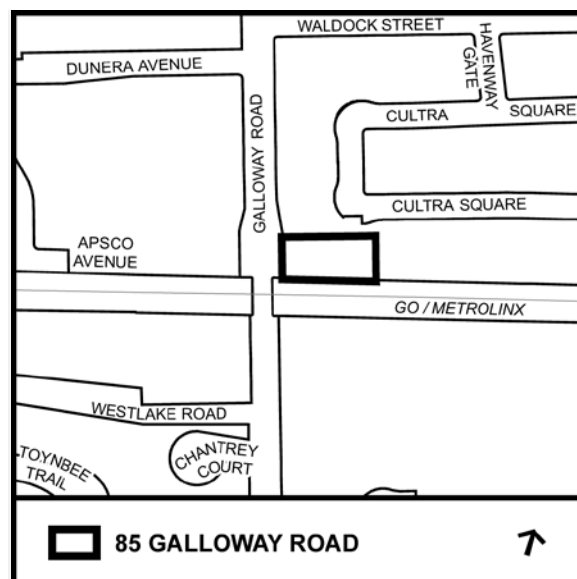 WALDOCK STREET
DUNERA AVENUE
HAVENWAY
GATE
GALLOWAY ROAD
CULTRA SQUARE
CULTRA SQUARE
APSCO
AVENUE
GO / METROLINX
WESTLAKE ROAD
CHANTREY
COURT
TOYNBEE
TRAIL
85 GALLOWAY ROAD